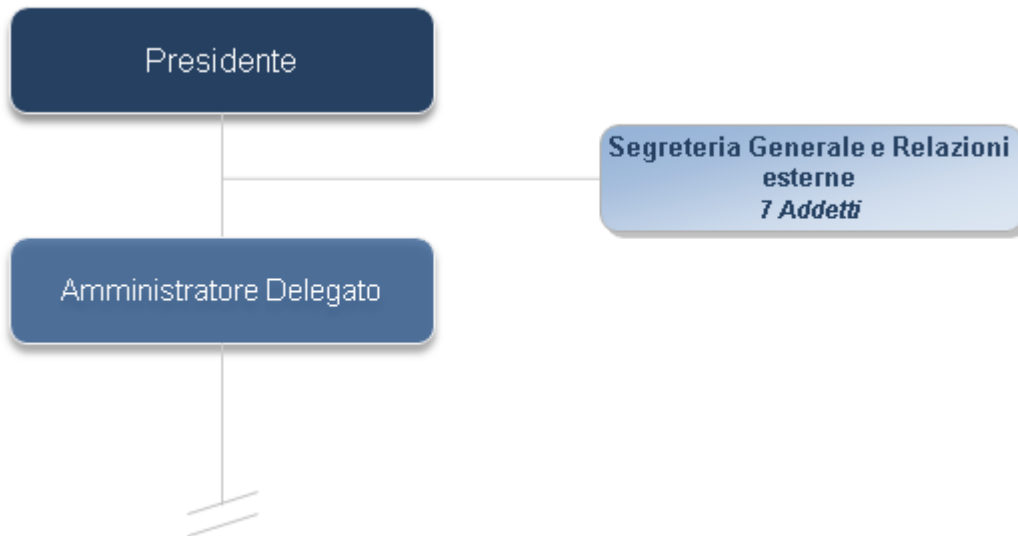 Presidente
Segreteria Generale e Relazioni
esterne
7 Addetti
Amministratore Delegato